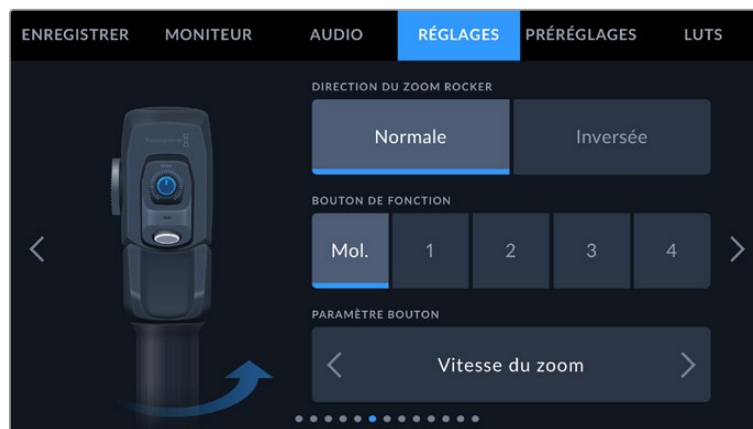 ENREGISTRER MONITEUR AUDIO RÉGLAGES PRÉRÉGLAGES LUTS
DIRECTION DU ZOOM ROCKER
Normale Inversée
BOUTON DE FONCTION
Mol. 1 2 3 4
PARAMÈTRE BOUTON
Vitesse du zoom